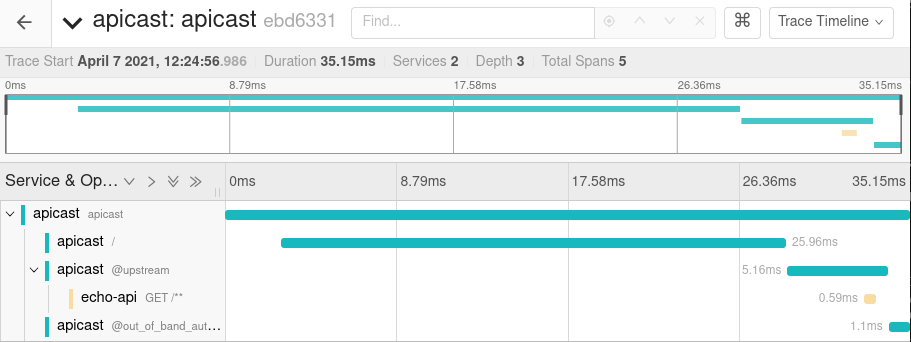 apicast: apicast ebd6331 Find... ⌘ Trace Timeline
Trace Start April 7 2021, 12:24:56.986 Duration 35.15ms Services 2 Depth 3 Total Spans 5
0ms 8.79ms 17.58ms 26.36ms 35.15ms
Service & Op... 0ms 8.79ms 17.58ms 26.36ms 35.15ms
apicast apicast
apicast / 25.96ms
apicast @upstream 5.16ms
echo-api GET /** 0.59ms
apicast @out_of_band_aut... 1.1ms